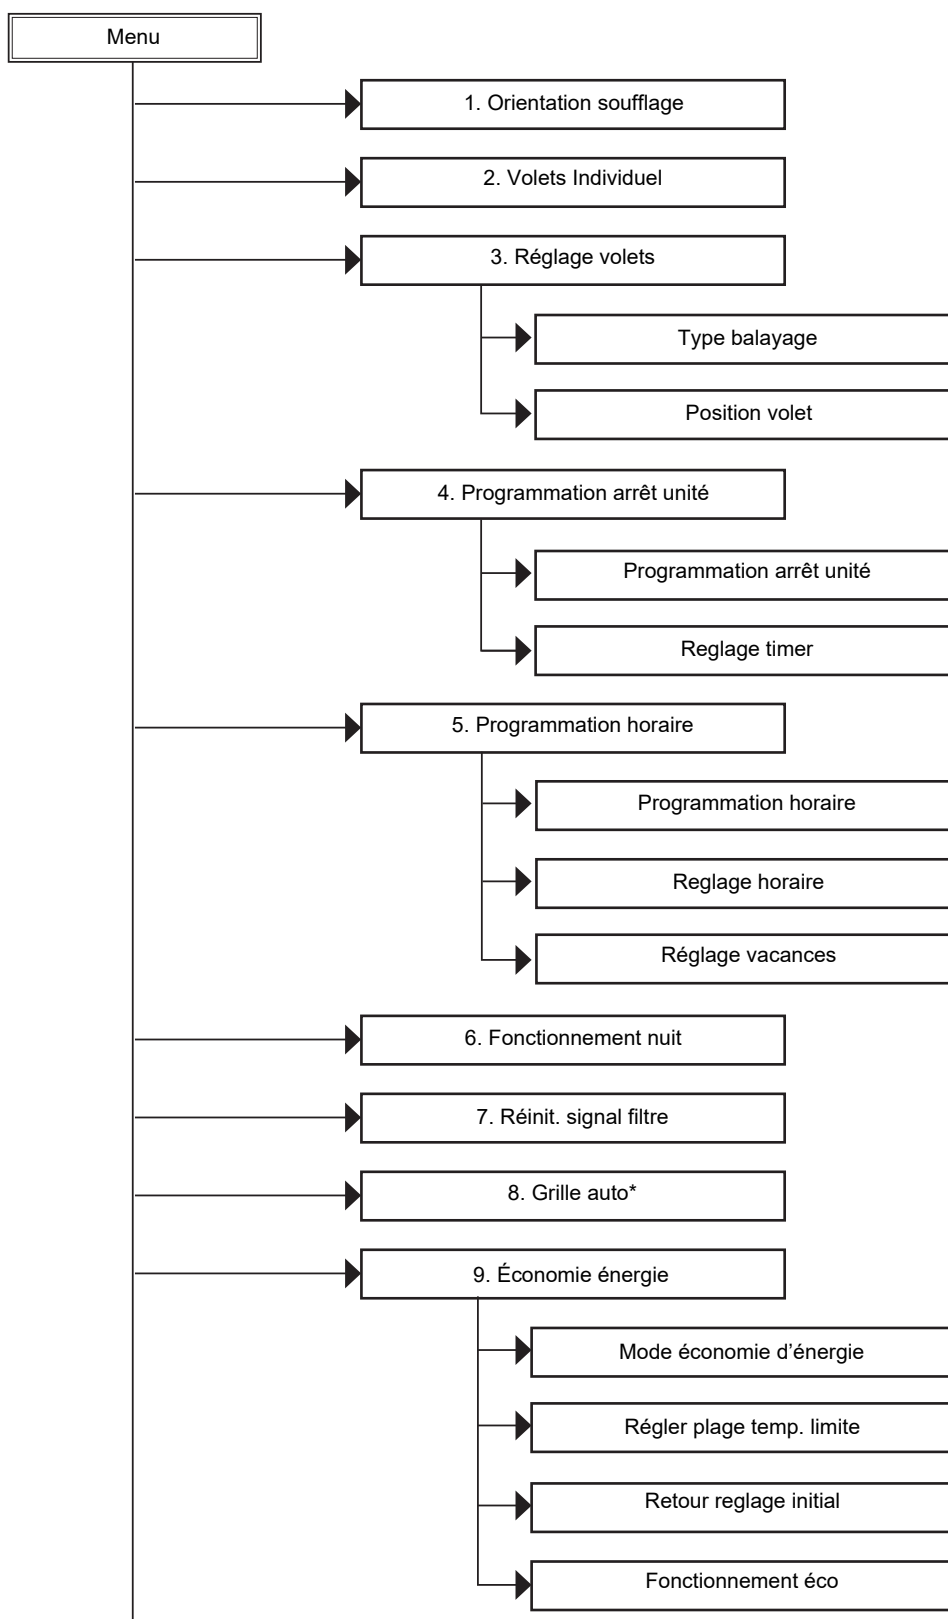 Menu
1. Orientation soufflage
2. Volets Individuel
3. Réglage volets
Type balayage
Position volet
4. Programmation arrêt unité
Programmation arrêt unité
Reglage timer
5. Programmation horaire
Programmation horaire
Reglage horaire
Réglage vacances
6. Fonctionnement nuit
7. Réinit. signal filtre
8. Grille auto*
9. Économie énergie
Mode économie d'énergie
Régler plage temp. limite
Retour reglage initial
Fonctionnement éco